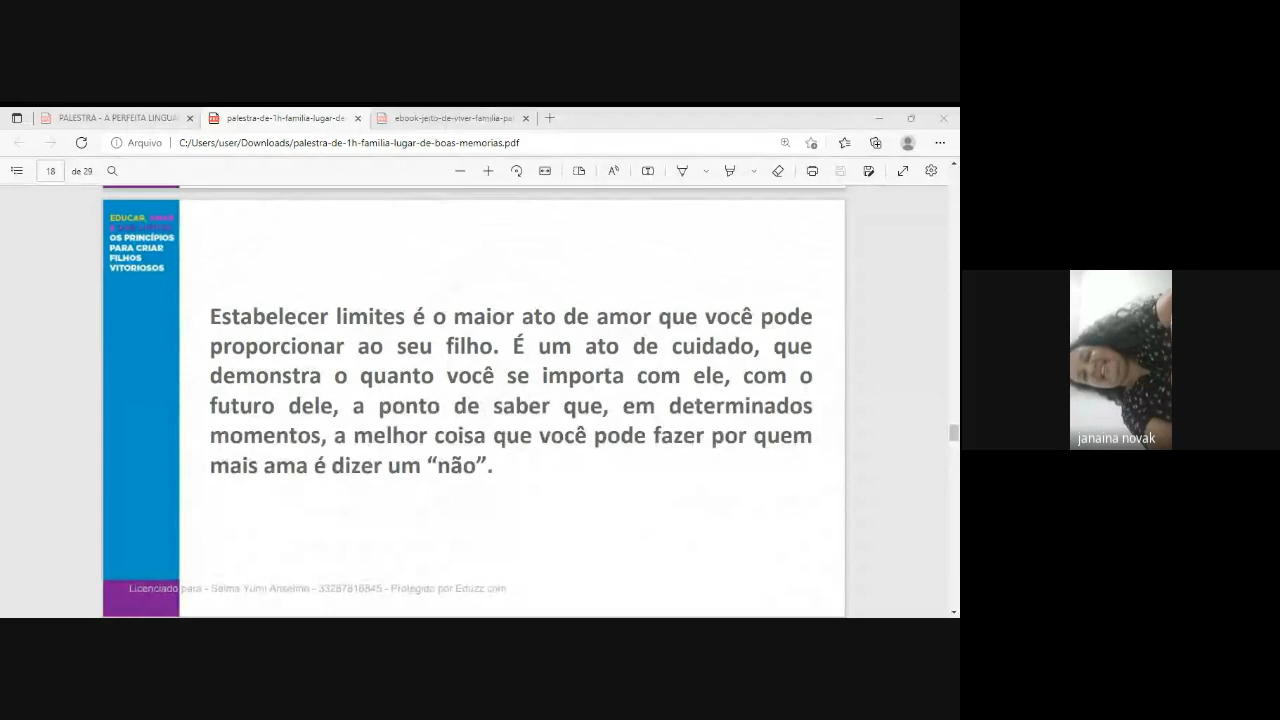 PALESTRA - A PERFEITA LINGUA
palestra-de-1h-familia-lugar-de-
ebook-jeito-de-viver-familia-pa
Arquivo
C:/Users/user/Downloads/palestra-de-1h-familia-lugar-de-boas-memorias.pdf
18 de 29
EDUCAR,
OS PRINCÍPIOS
PARA CRIAR
FILHOS
VITORIOSOS
Estabelecer limites é o maior ato de amor que você pode
proporcionar ao seu filho. É um ato de cuidado, que
demonstra o quanto você se importa com ele, com o
futuro dele, a ponto de saber que, em determinados
momentos, a melhor coisa que você pode fazer por quem
mais ama é dizer um “não”.
Licenciado para - Selma Yumi Anselmo - 33287816845 - Protegido por Eduzz.com
janaina novak